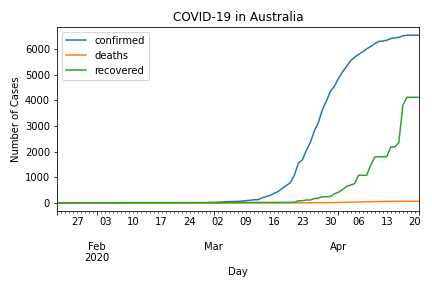 COVID-19 in Australia
confirmed
deaths
recovered
Number of Cases
6000
5000
4000
3000
2000
1000
0
27 03 10 17 24 02 09 16 23 30 06 13 20
Feb Mar Apr
2020
Day